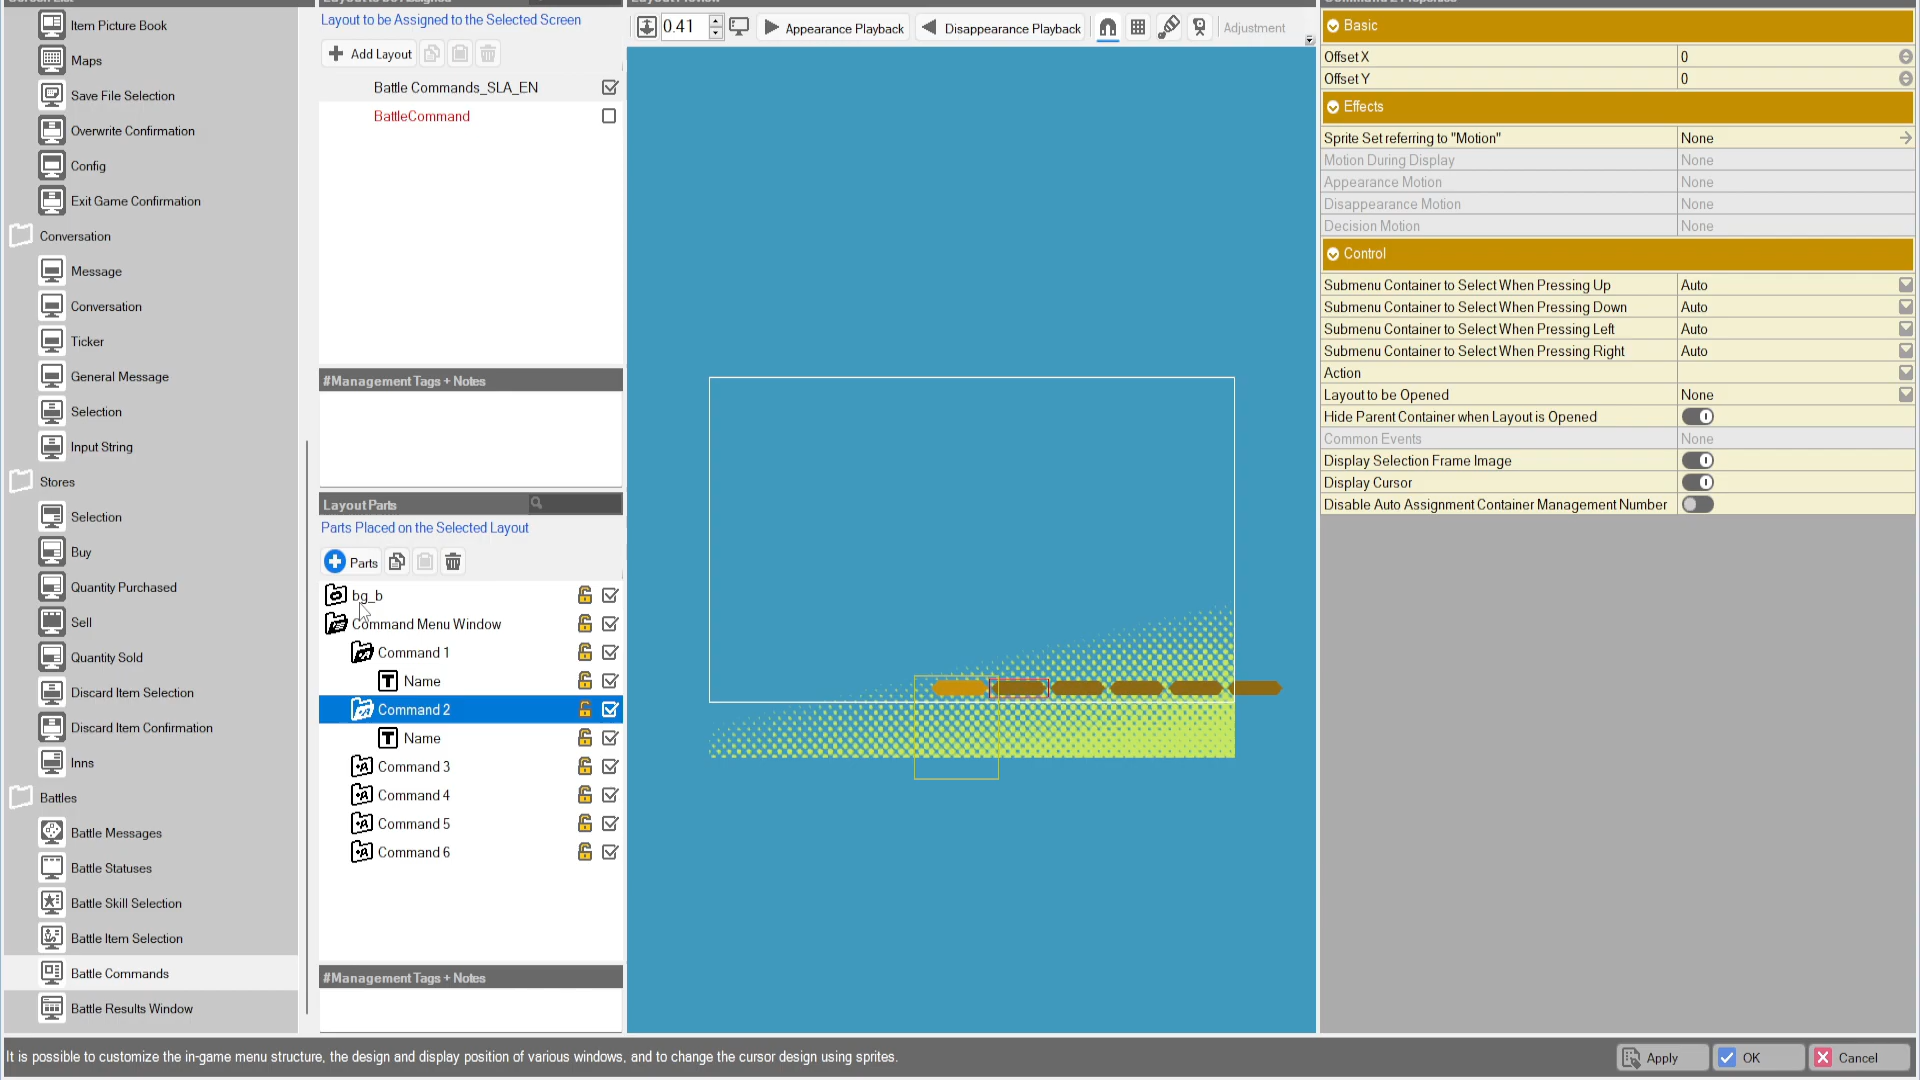 Item Picture Book
Maps
Save File Selection
Overwrite Confirmation
Config
Exit Game Confirmation
Conversation
Message
Conversation
Ticker
General Message
Selection
Input String
Stores
Selection
Buy
Quantity Purchased
Sell
Quantity Sold
Discard Item Selection
Discard Item Confirmation
Inns
Battles
Battle Messages
Battle Statuses
Battle Skill Selection
Battle Item Selection
Battle Commands
Battle Results Window
Layout to be Assigned to the Selected Screen
Add Layout
Battle Commands_SLA_EN
BattleCommand
#Management Tags + Notes
Layout Parts
Parts Placed on the Selected Layout
Parts
bg_b
Command Menu Window
Command 1
Name
Command 2
Name
Command 3
Command 4
Command 5
Command 6
#Management Tags + Notes
0.41
Appearance Playback
Disappearance Playback
Adjustment
Basic
Offset X 0
Offset Y 0
Effects
Sprite Set referring to "Motion" None
Motion During Display None
Appearance Motion None
Disappearance Motion None
Decision Motion None
Control
Submenu Container to Select When Pressing Up Auto
Submenu Container to Select When Pressing Down Auto
Submenu Container to Select When Pressing Left Auto
Submenu Container to Select When Pressing Right Auto
Action
Layout to be Opened None
Hide Parent Container when Layout is Opened
Common Events None
Display Selection Frame Image
Display Cursor
Disable Auto Assignment Container Management Number
It is possible to customize the in-game menu structure, the design and display position of various windows, and to change the cursor design using sprites.
Apply
OK
Cancel